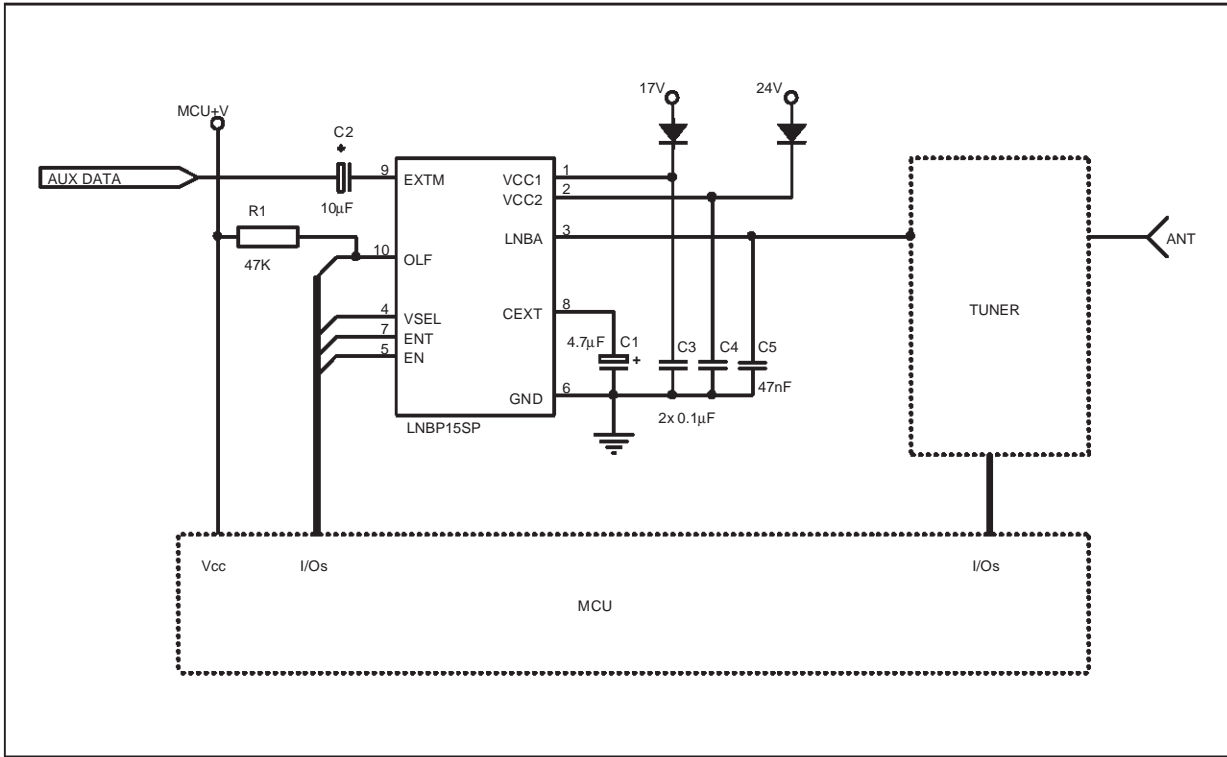 17V
24V
MCU+V
C2
+
AUX DATA
10µF
9
EXTM
VCC1
1
VCC2
2
R1
47K
LNBA
3
ANT
10
OLF
TUNER
4
VSEL
7
ENT
5
EN
CEXT
8
4.7µF
C1
+
C3
C4
C5
47nF
GND
6
2x 0.1µF
LNBP15SP
Vcc
I/Os
I/Os
MCU